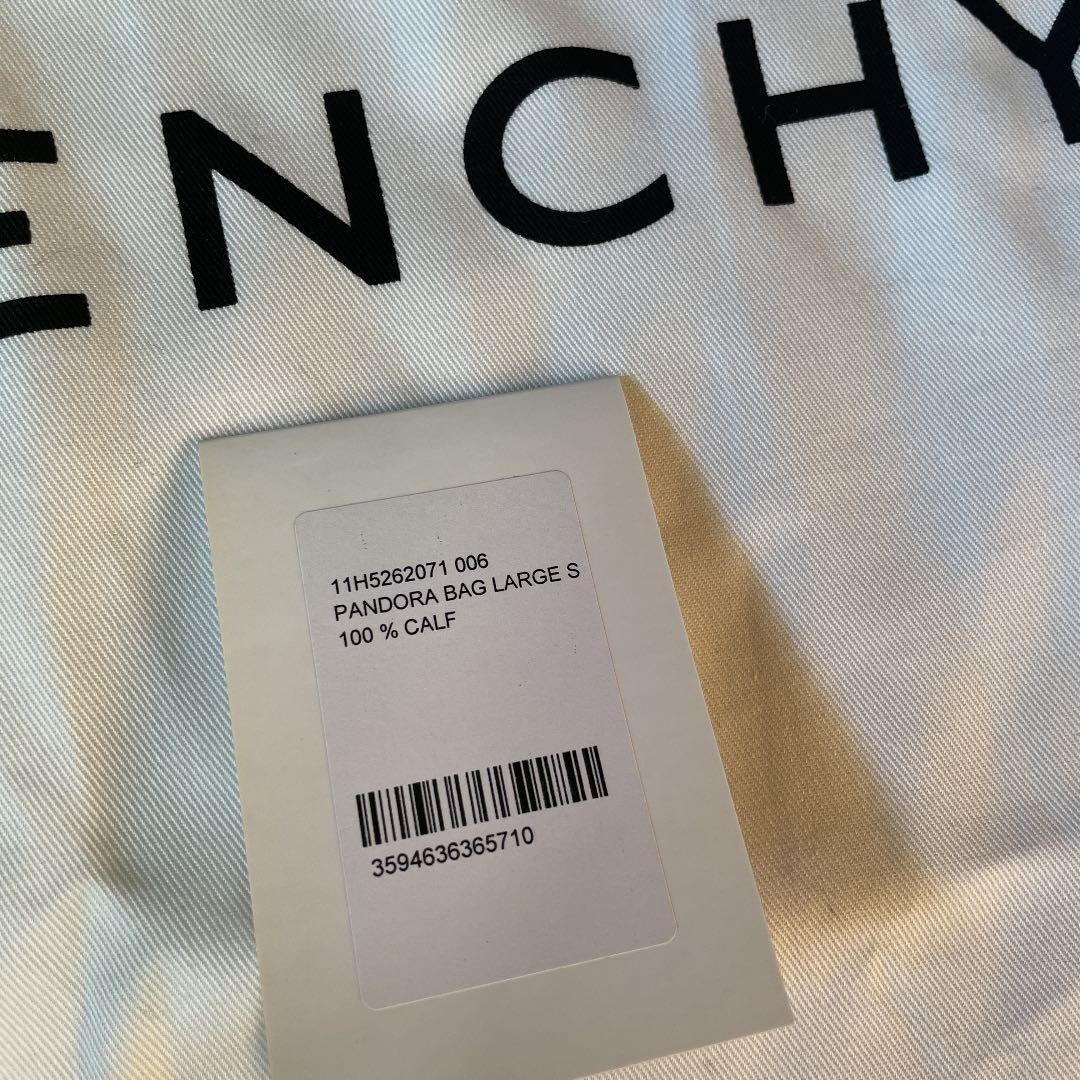 ENCHY
11H5262071 006
PANDORA BAG LARGE S
100 % CALF
3594636365710